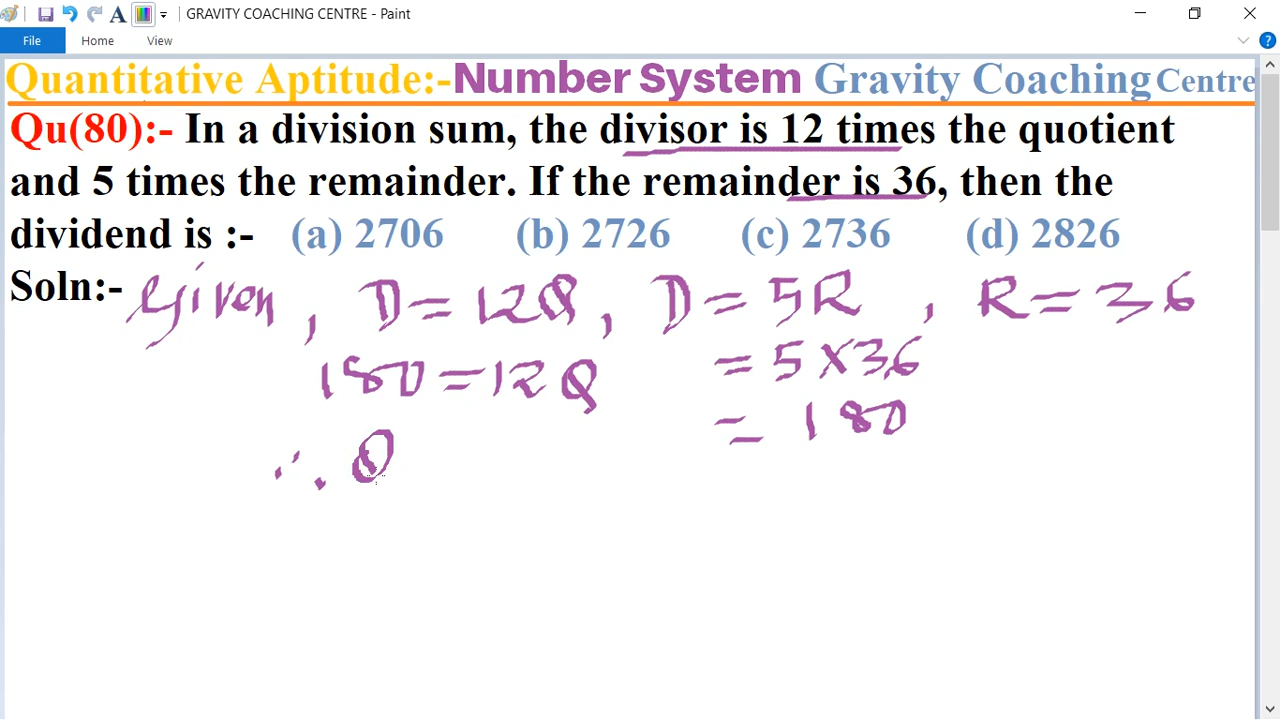 GRAVITY COACHING CENTRE - Paint
File Home View
Quantitative Aptitude:-Number System Gravity Coaching Centre
Qu(80):- In a division sum, the divisor is 12 times the quotient
and 5 times the remainder. If the remainder is 36, then the
dividend is :- (a) 2706 (b) 2726 (c) 2736 (d) 2826
Soln:- Given, D = 12Q, D = 5R, R = 36
180 = 12Q = 5 × 36
= 180
∴ Q